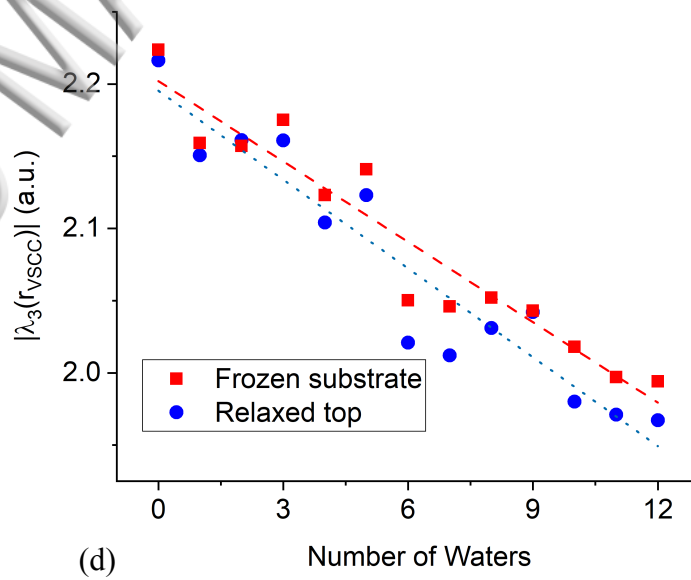 2.2
2.1
2.0
|λ3(rVSCC)| (a.u.)
Frozen substrate
Relaxed top
0 3 6 9 12
(d) Number of Waters